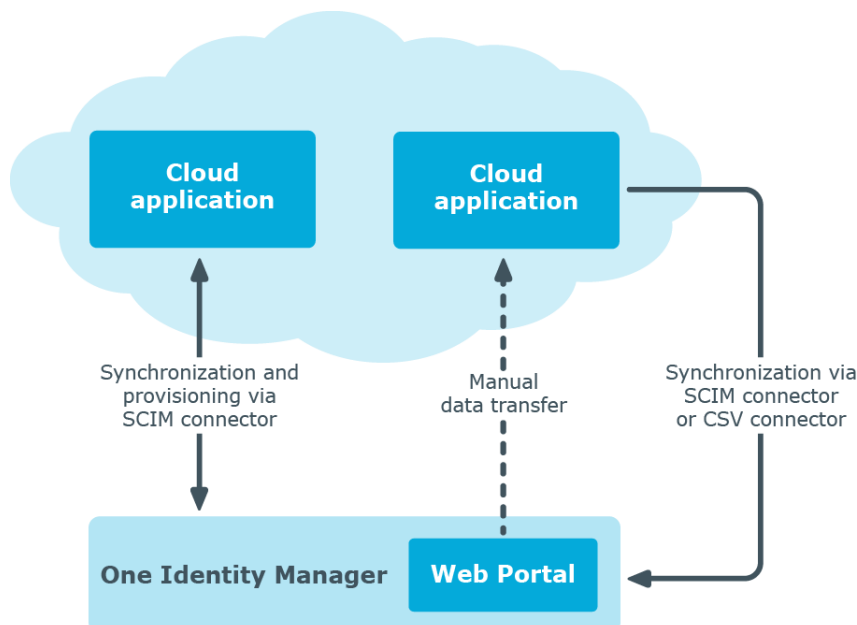 Cloud
application
Cloud
application
Synchronization and
provisioning via
SCIM connector
Manual
data transfer
Synchronization via
SCIM connector
or CSV connector
One Identity Manager
Web Portal